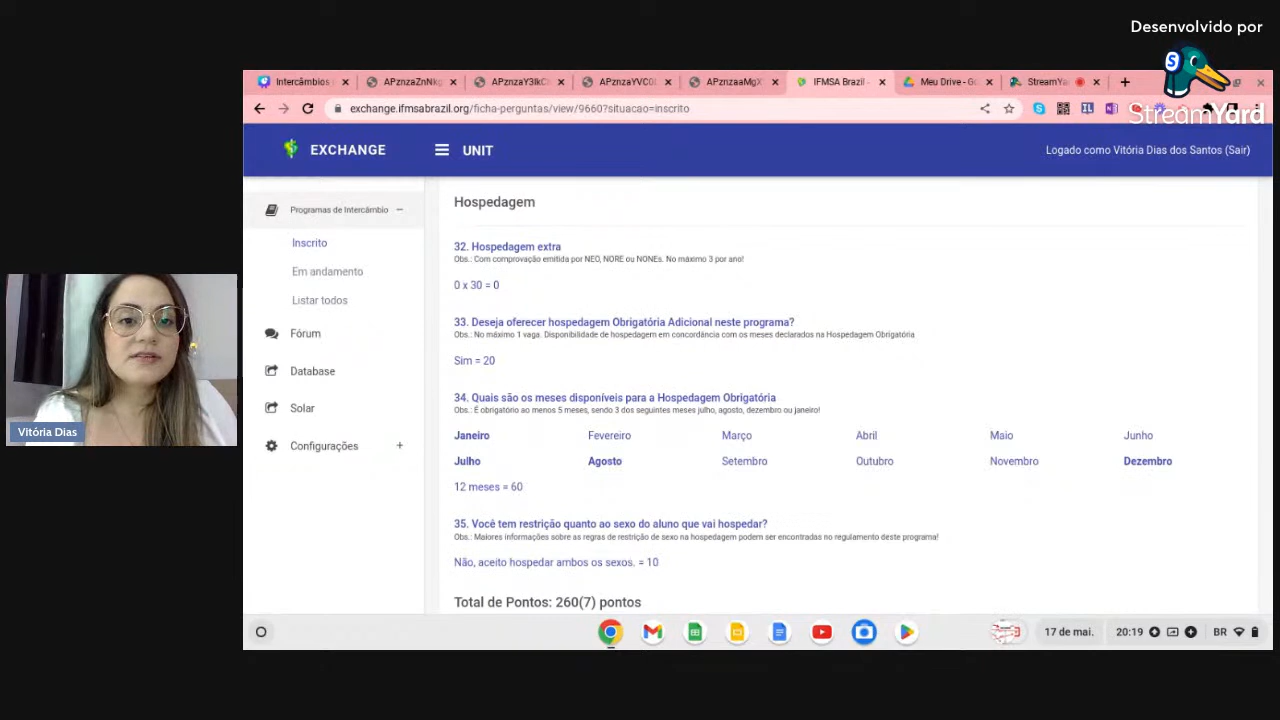 Desenvolvido por
StreamYard
Intercâmbios
APznzaZnNkg
APznzaY3IkC
APznzaYVC0
APznzaaMgX
IFMSA Brazil -
Meu Drive - Go
StreamYar
exchange.ifmsabrazil.org/ficha-perguntas/view/9660?situacao=inscrito
EXCHANGE
UNIT
Logado como Vitória Dias dos Santos (Sair)
Programas de Intercâmbio
Inscrito
Em andamento
Listar todos
Fórum
Database
Solar
Configurações
Hospedagem
32. Hospedagem extra
Obs.: Com comprovação emitida por NEO, NORE ou NONEs. No máximo 3 por ano!
0 x 30 = 0
33. Deseja oferecer hospedagem Obrigatória Adicional neste programa?
Obs.: No máximo 1 vaga. Disponibilidade de hospedagem em concordância com os meses declarados na Hospedagem Obrigatória
Sim = 20
34. Quais são os meses disponíveis para a Hospedagem Obrigatória
Obs.: É obrigatório ao menos 5 meses, sendo 3 dos seguintes meses julho, agosto, dezembro ou janeiro!
Janeiro Fevereiro Março Abril Maio Junho
Julho Agosto Setembro Outubro Novembro Dezembro
12 meses = 60
35. Você tem restrição quanto ao sexo do aluno que vai hospedar?
Obs.: Maiores informações sobre as regras de restrição de sexo na hospedagem podem ser encontradas no regulamento deste programa!
Não, aceito hospedar ambos os sexos. = 10
Total de Pontos: 260(7) pontos
Vitória Dias
17 de mai.
20:19
BR